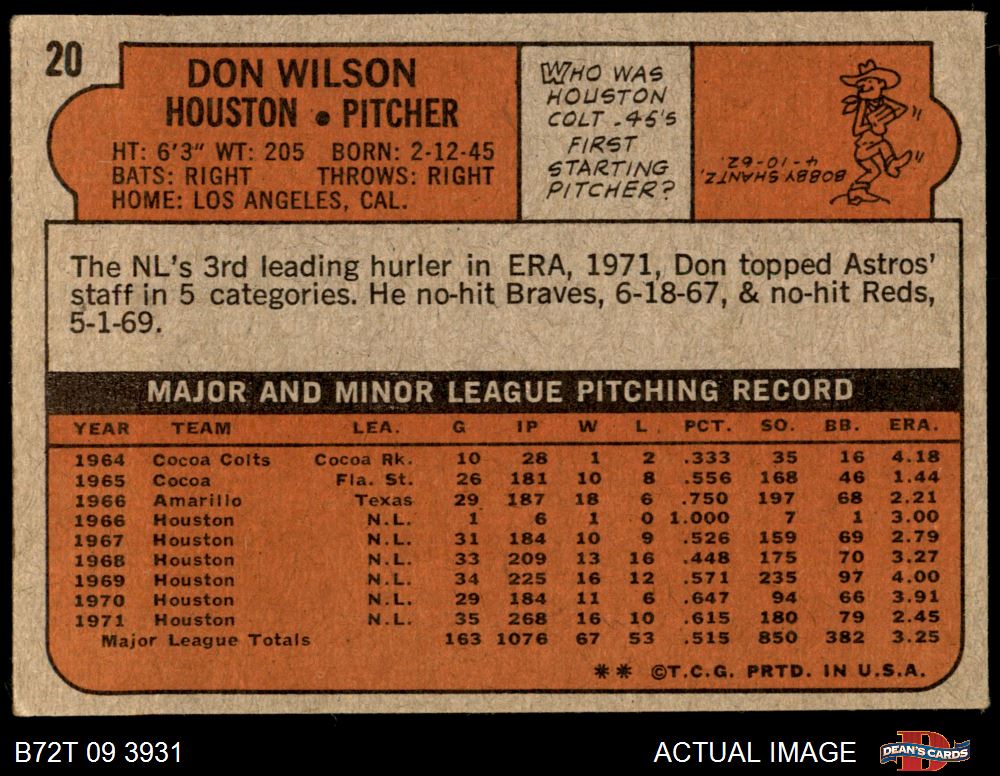 20
DON WILSON
HOUSTON • PITCHER
HT: 6'3" WT: 205 BORN: 2-12-45
BATS: RIGHT THROWS: RIGHT
HOME: LOS ANGELES, CAL.
WHO WAS
HOUSTON
COLT .45'S
FIRST
STARTING
PITCHER?
BOBBY SHANTZ,
4-10-62.
The NL's 3rd leading hurler in ERA, 1971, Don topped Astros'
staff in 5 categories. He no-hit Braves, 6-18-67, & no-hit Reds,
5-1-69.
MAJOR AND MINOR LEAGUE PITCHING RECORD
YEAR TEAM LEA. G IP W L PCT. SO. BB. ERA.
1964 Cocoa Colts Cocoa Rk. 10 28 1 2 .333 35 16 4.18
1965 Cocoa Fla. St. 26 181 10 8 .556 168 46 1.44
1966 Amarillo Texas 29 187 18 6 .750 197 68 2.21
1966 Houston N.L. 1 6 1 0 1.000 7 1 3.00
1967 Houston N.L. 31 184 10 9 .526 159 69 2.79
1968 Houston N.L. 33 209 13 16 .448 175 70 3.27
1969 Houston N.L. 34 225 16 12 .571 235 97 4.00
1970 Houston N.L. 29 184 11 6 .647 94 66 3.91
1971 Houston N.L. 35 268 16 10 .615 180 79 2.45
Major League Totals 163 1076 67 53 .515 850 382 3.25
** ©T.C.G. PRTD. IN U.S.A.
B72T 09 3931
ACTUAL IMAGE
DEAN'S CARDS